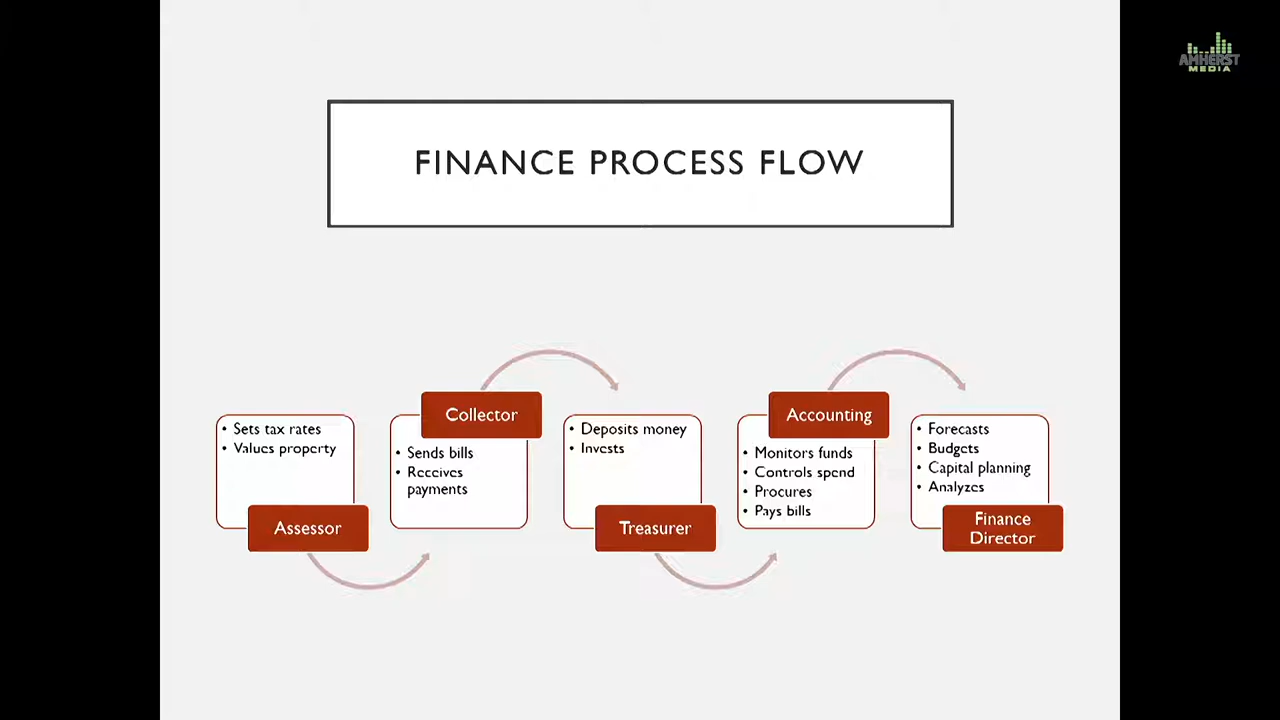 AMHERST
MEDIA
FINANCE PROCESS FLOW
• Sets tax rates
• Values property
Assessor
Collector
• Sends bills
• Receives
payments
• Deposits money
• Invests
Treasurer
Accounting
• Monitors funds
• Controls spend
• Procures
• Pays bills
• Forecasts
• Budgets
• Capital planning
• Analyzes
Finance
Director